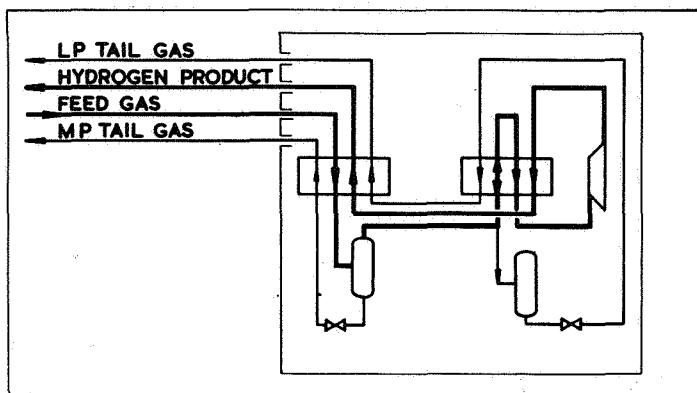 LP TAIL GAS
HYDROGEN PRODUCT
FEED GAS
MP TAIL GAS